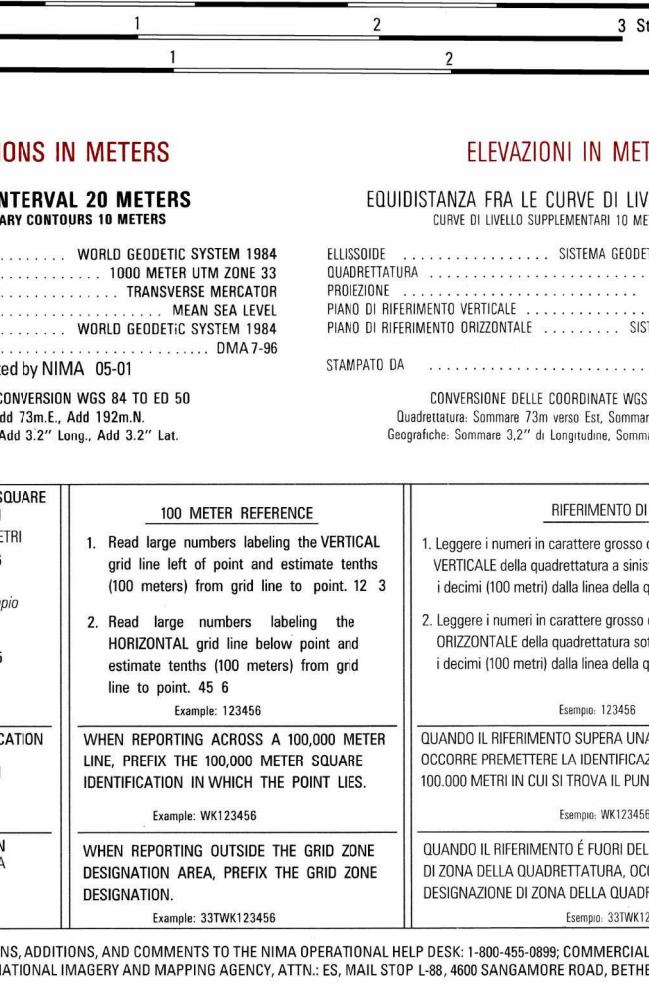 1 2 3 St
1 2
IONS IN METERS
NTERVAL 20 METERS
ARY CONTOURS 10 METERS
........ WORLD GEODETIC SYSTEM 1984
............ 1000 METER UTM ZONE 33
.............. TRANSVERSE MERCATOR
.................. MEAN SEA LEVEL
........ WORLD GEODETIC SYSTEM 1984
.......................... DMA 7-96
ted by NIMA 05-01
CONVERSION WGS 84 TO ED 50
dd 73m.E., Add 192m.N.
Add 3.2" Long., Add 3.2" Lat.
ELEVAZIONI IN MET
EQUIDISTANZA FRA LE CURVE DI LIV
CURVE DI LIVELLO SUPPLEMENTARI 10 ME
ELLISSOIDE ................. SISTEMA GEODET
QUADRETTATURA .........................
PROIEZIONE ...........................
PIANO DI RIFERIMENTO VERTICALE ..............
PIANO DI RIFERIMENTO ORIZZONTALE ......... SIST
STAMPATO DA .........................
CONVERSIONE DELLE COORDINATE WGS
Quadrettatura: Sommare 73m verso Est, Sommar
Geografiche: Sommare 3,2" di Longitudine, Somma
SQUARE
ETRI
pio
CATION
N
A
100 METER REFERENCE
1. Read large numbers labeling the VERTICAL
grid line left of point and estimate tenths
(100 meters) from grid line to point. 12 3
2. Read large numbers labeling the
HORIZONTAL grid line below point and
estimate tenths (100 meters) from grid
line to point. 45 6
Example: 123456
WHEN REPORTING ACROSS A 100,000 METER
LINE, PREFIX THE 100,000 METER SQUARE
IDENTIFICATION IN WHICH THE POINT LIES.
Example: WK123456
WHEN REPORTING OUTSIDE THE GRID ZONE
DESIGNATION AREA, PREFIX THE GRID ZONE
DESIGNATION.
Example: 33TWK123456
RIFERIMENTO DI
1. Leggere i numeri in carattere grosso
VERTICALE della quadrettatura a sinis
i decimi (100 metri) dalla linea della q
2. Leggere i numeri in carattere grosso
ORIZZONTALE della quadrettatura sot
i decimi (100 metri) dalla linea della q
Esempio: 123456
QUANDO IL RIFERIMENTO SUPERA UNA
OCCORRE PREMETTERE LA IDENTIFICAZ
100.000 METRI IN CUI SI TROVA IL PUN
Esempio: WK123456
QUANDO IL RIFERIMENTO É FUORI DEL
DI ZONA DELLA QUADRETTATURA, OCC
DESIGNAZIONE DI ZONA DELLA QUADR
Esempio: 33TWK12
NS, ADDITIONS, AND COMMENTS TO THE NIMA OPERATIONAL HELP DESK: 1-800-455-0899; COMMERCIAL
NATIONAL IMAGERY AND MAPPING AGENCY, ATTN.: ES, MAIL STOP L-88, 4600 SANGAMORE ROAD, BETHE